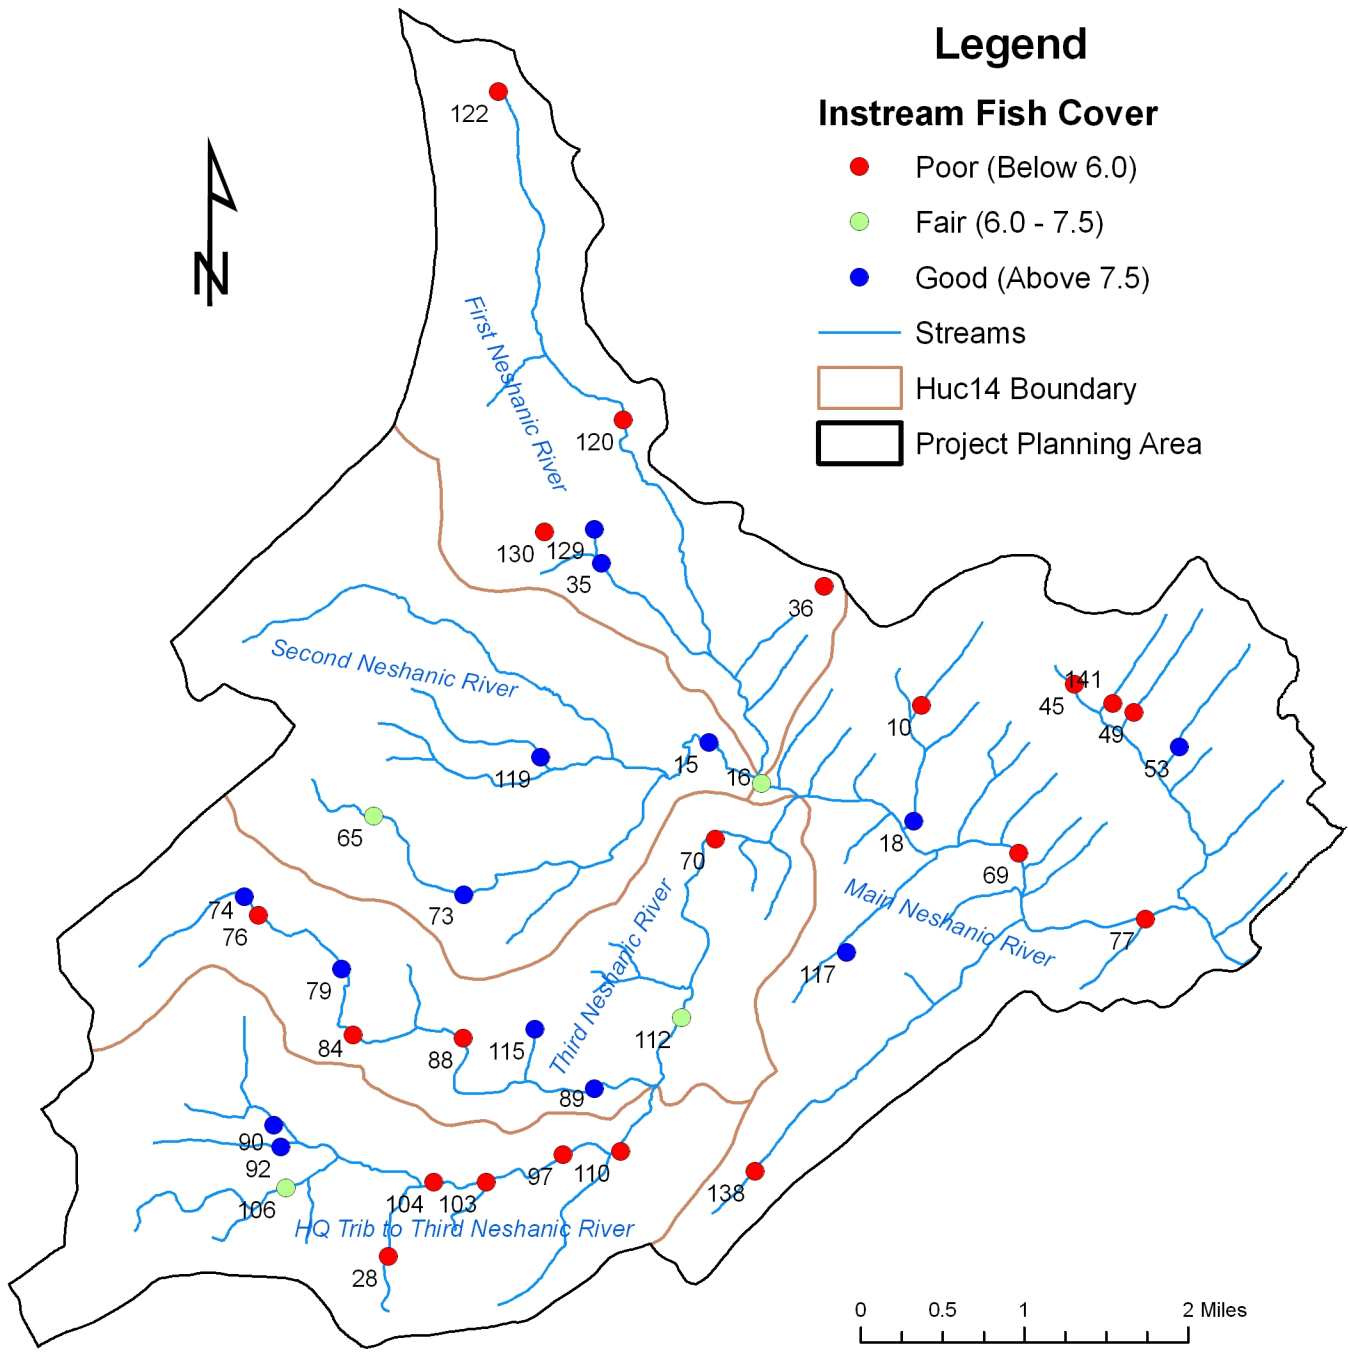 Legend
Instream Fish Cover
Poor (Below 6.0)
Fair (6.0 - 7.5)
Good (Above 7.5)
Streams
Huc14 Boundary
Project Planning Area
N
122
First Neshanic River
120
130
129
35
36
Second Neshanic River
141
45
10
49
15
16
119
53
65
18
70
69
73
Main Neshanic River
74
76
77
117
79
Third Neshanic River
84
88
115
112
89
90
92
97
110
104
103
106
138
HQ Trib to Third Neshanic River
28
0 0.5 1 2 Miles